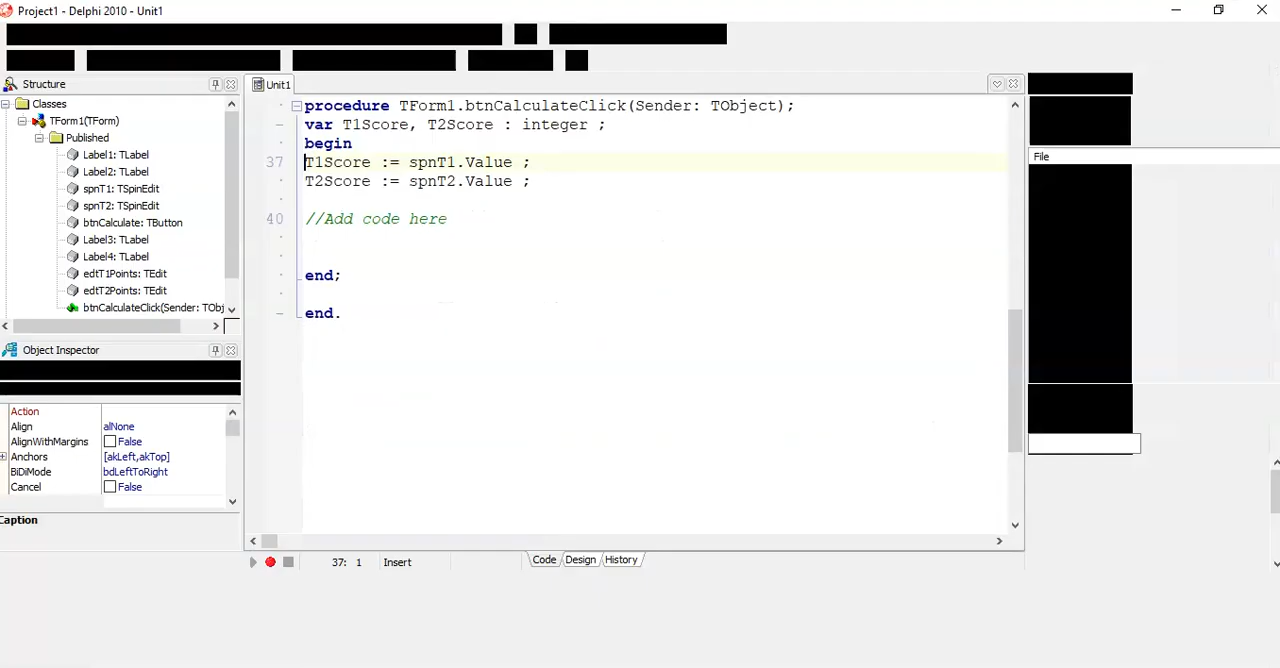 Project1 - Delphi 2010 - Unit1
Structure
Classes
TForm1(TForm)
Published
Label1: TLabel
Label2: TLabel
spnT1: TSpinEdit
spnT2: TSpinEdit
btnCalculate: TButton
Label3: TLabel
Label4: TLabel
edtT1Points: TEdit
edtT2Points: TEdit
btnCalculateClick(Sender: TObj
Object Inspector
Action
Align alNone
AlignWithMargins False
Anchors [akLeft,akTop]
BiDiMode bdLeftToRight
Cancel False
Caption
Unit1
procedure TForm1.btnCalculateClick(Sender: TObject);
var T1Score, T2Score : integer ;
begin
37 T1Score := spnT1.Value ;
T2Score := spnT2.Value ;
40 //Add code here
end;
end.
37: 1 Insert
Code Design History
File